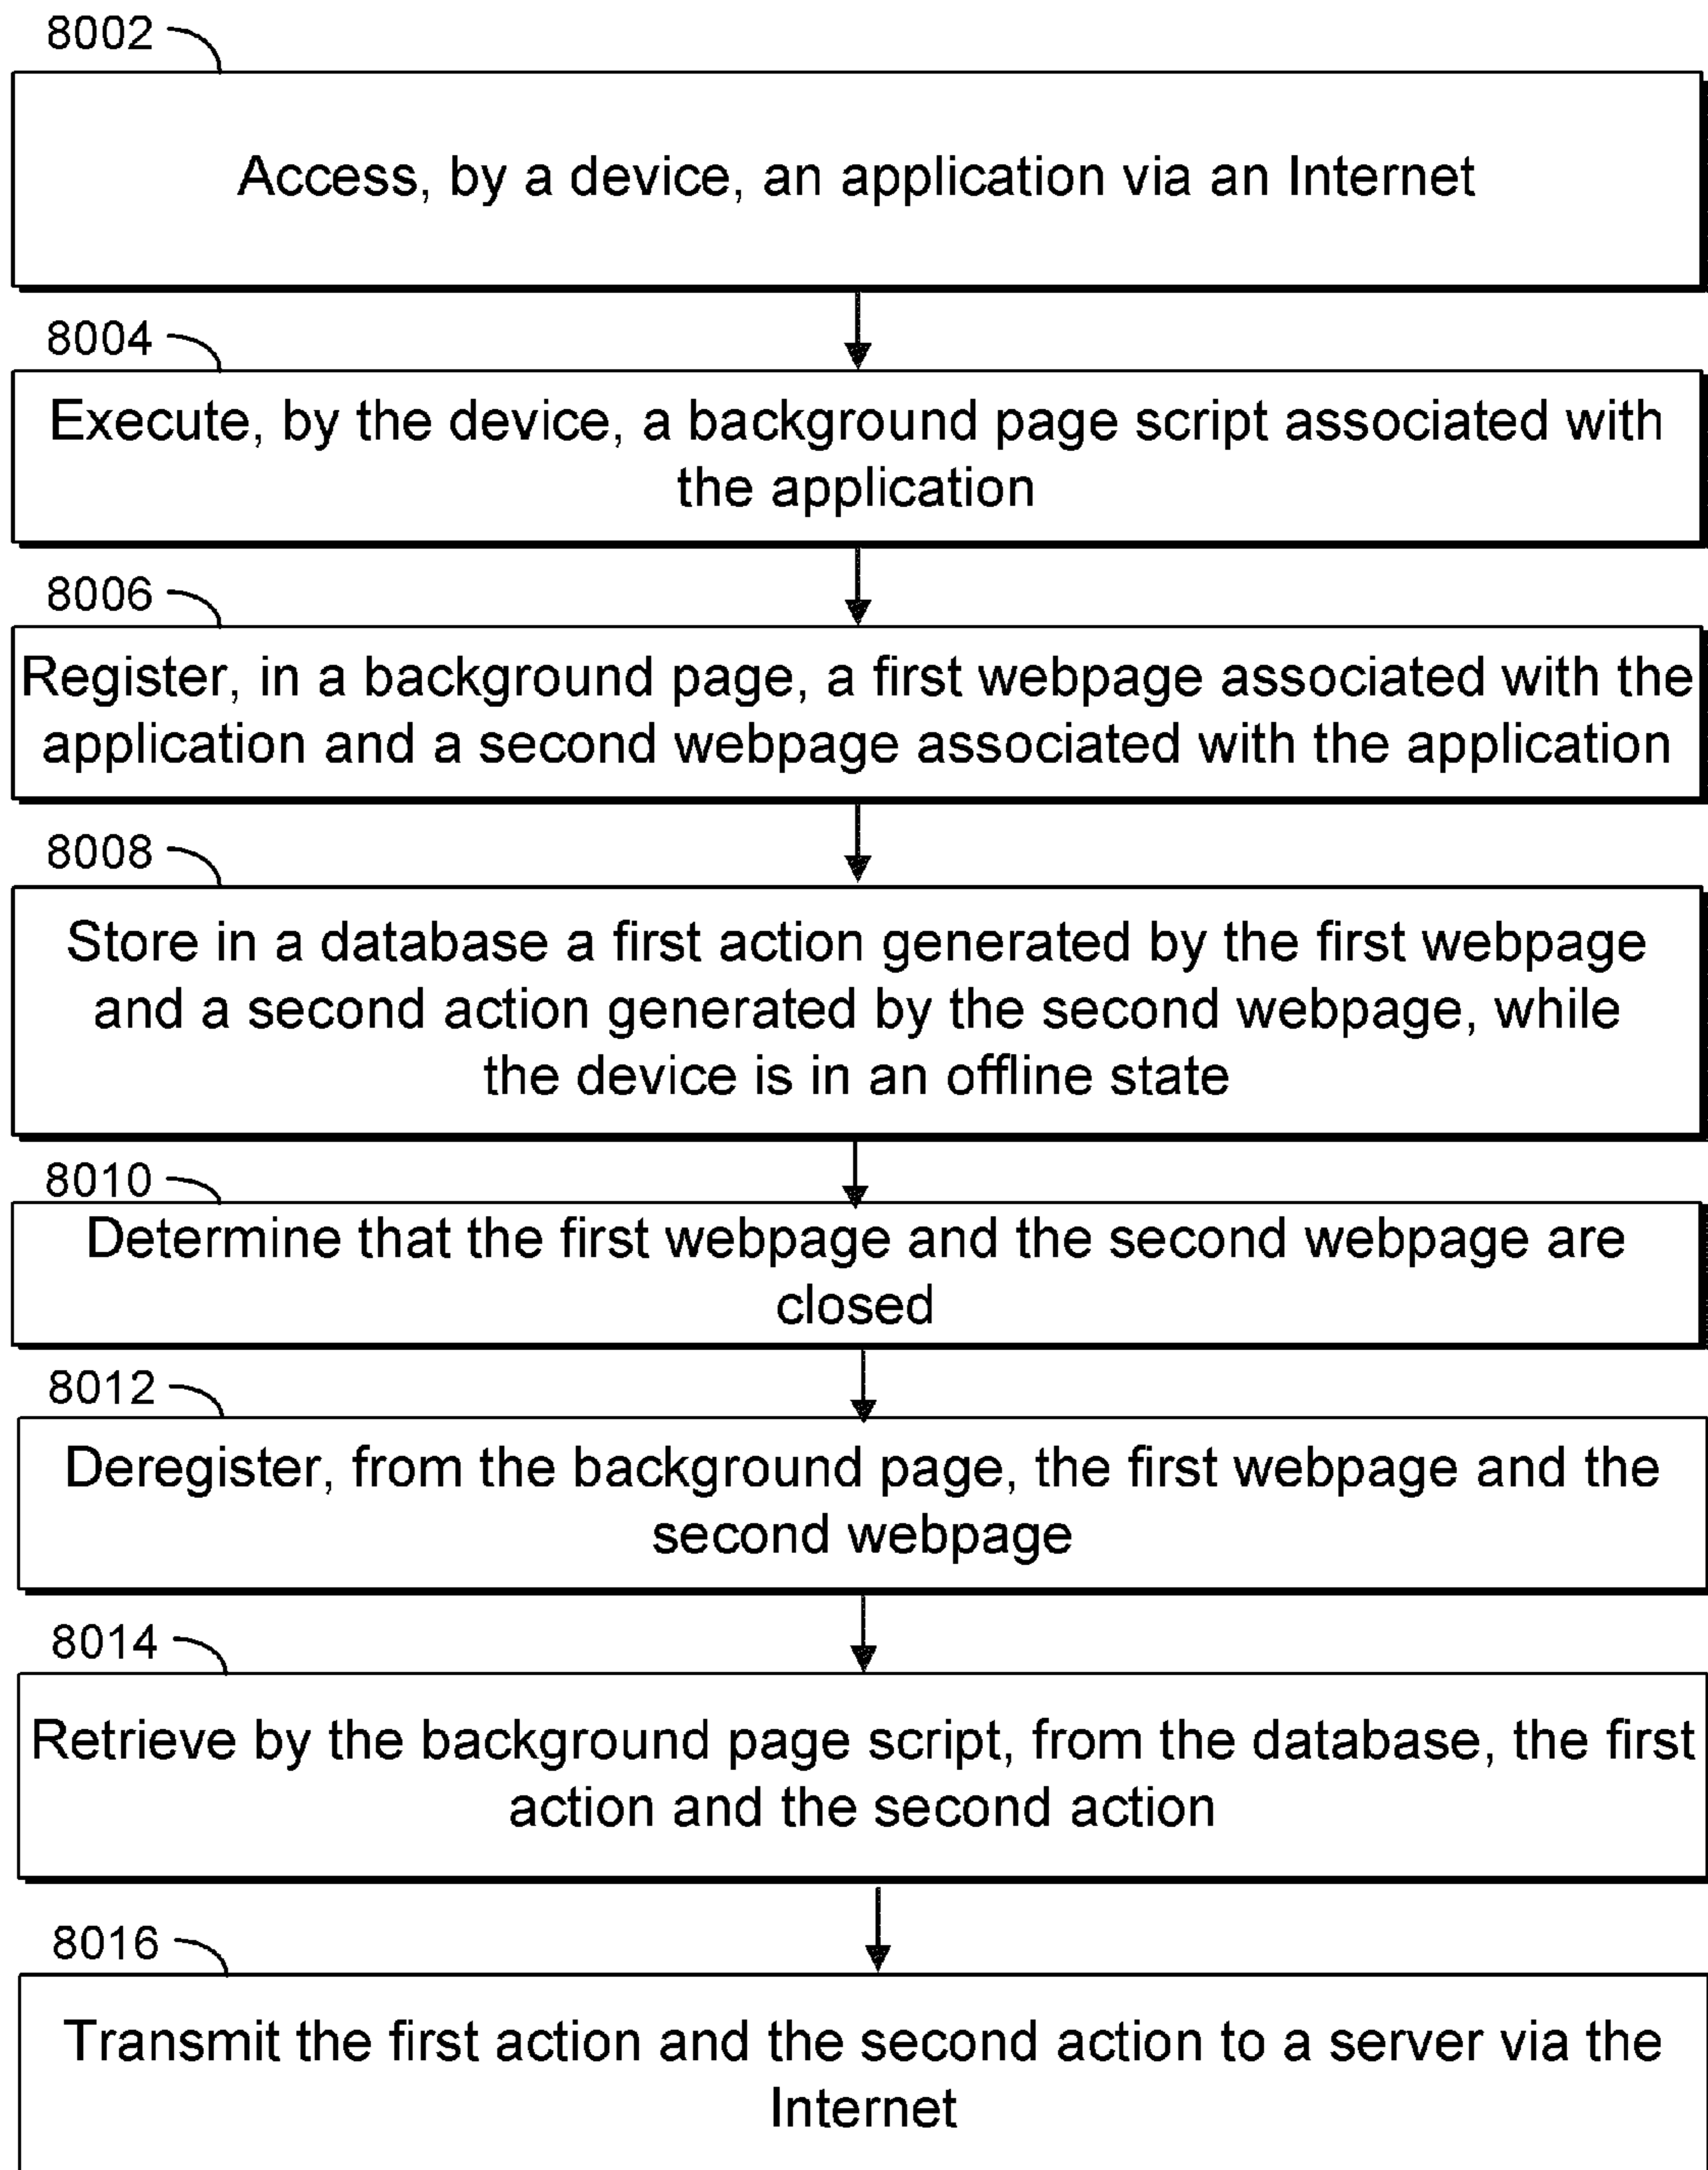 8002
Access, by a device, an application via an Internet
8004
Execute, by the device, a background page script associated with
the application
8006
Register, in a background page, a first webpage associated with the
application and a second webpage associated with the application
8008
Store in a database a first action generated by the first webpage
and a second action generated by the second webpage, while
the device is in an offline state
8010
Determine that the first webpage and the second webpage are
closed
8012
Deregister, from the background page, the first webpage and the
second webpage
8014
Retrieve by the background page script, from the database, the first
action and the second action
8016
Transmit the first action and the second action to a server via the
Internet